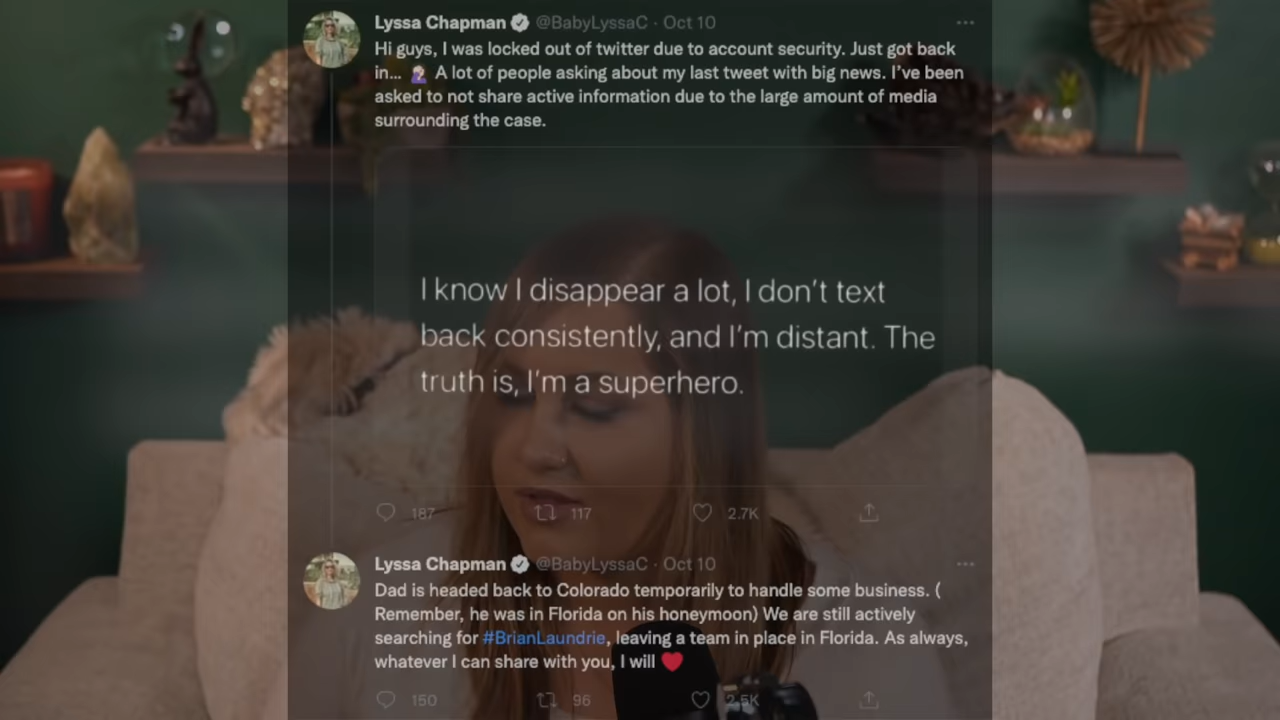 Lyssa Chapman @BabyLyssaC · Oct 10
Hi guys, I was locked out of twitter due to account security. Just got back
in... 🤦🏼‍♀️ A lot of people asking about my last tweet with big news. I've been
asked to not share active information due to the large amount of media
surrounding the case.
I know I disappear a lot, I don't text
back consistently, and I'm distant. The
truth is, I'm a superhero.
187 117 2.7K
Lyssa Chapman @BabyLyssaC · Oct 10
Dad is headed back to Colorado temporarily to handle some business. (
Remember, he was in Florida on his honeymoon) We are still actively
searching for #BrianLaundrie, leaving a team in place in Florida. As always,
whatever I can share with you, I will ❤️
150 96 2.5K